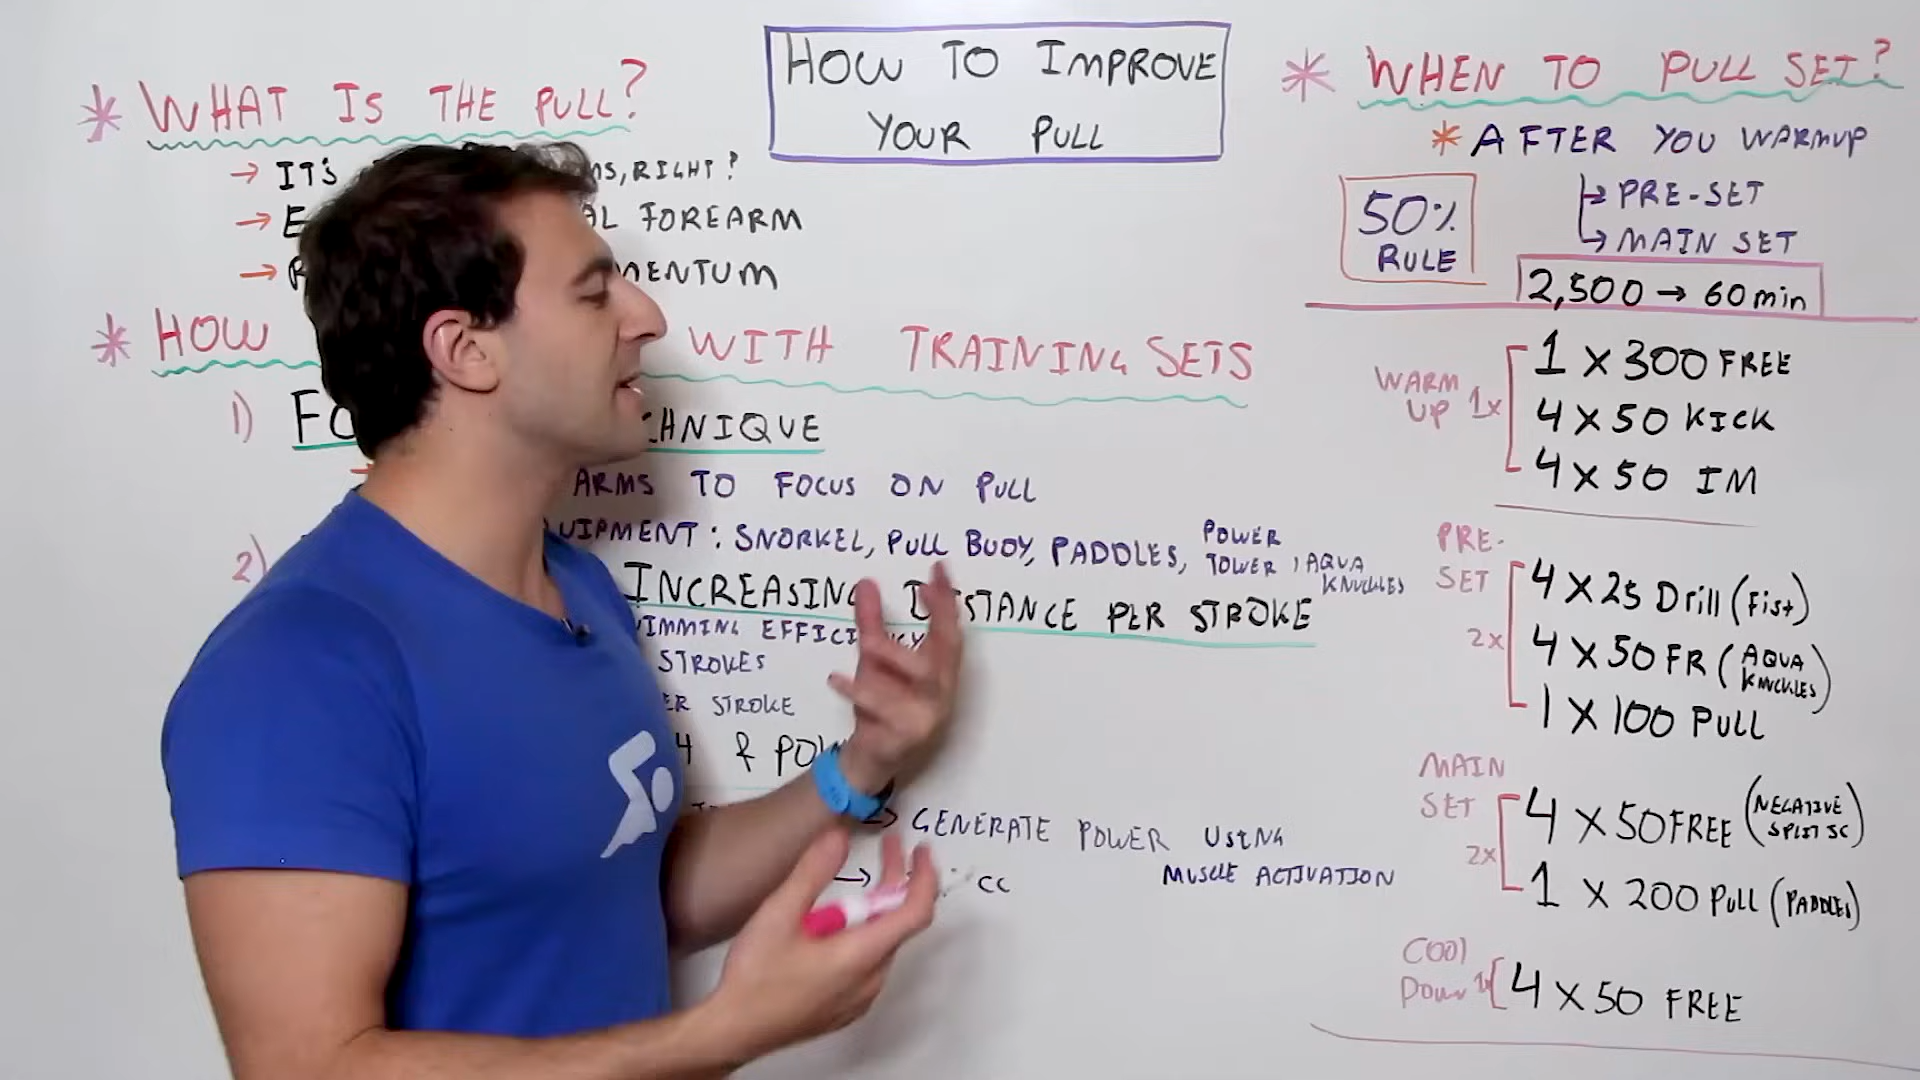 HOW TO IMPROVE
YOUR PULL
* WHAT IS THE PULL?
→ IT'S MS, RIGHT?
→ E AL FOREARM
→ R MENTUM
* HOW WITH TRAINING SETS
1) FO CHNIQUE
ARMS TO FOCUS ON PULL
UIPMENT: SNORKEL, PULL BUOY, PADDLES, POWER TOWER, AQUA KNUCKLES
2) INCREASING DISTANCE PER STROKE
WIMMING EFFICIENCY
STROKES
ER STROKE
& POW
→ GENERATE POWER USING
MUSCLE ACTIVATION
→ CC
* WHEN TO PULL SET?
* AFTER YOU WARMUP
50%
RULE
→ PRE-SET
→ MAIN SET
2,500 → 60 min
WARM UP 1x
1 X 300 FREE
4 X 50 KICK
4 X 50 IM
PRE-SET 2x
4 X 25 Drill (Fist)
4 X 50 FR (AQUA KNUCKLES)
1 X 100 PULL
MAIN SET 2x
4 X 50 FREE (NEGATIVE SPLIT SC)
1 X 200 PULL (PADDLES)
COOL DOWN 1x
4 X 50 FREE